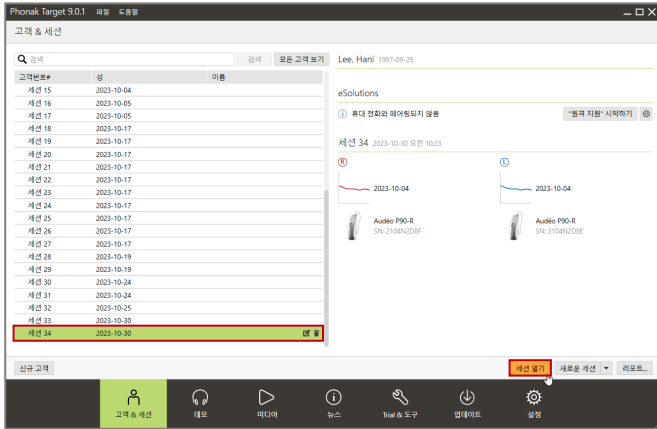 Phonak Target 9.0.1 파일 도움말
고객 & 세션
검색 검색 모든 고객 보기
고객번호# 성 이름
세션 15 2023-10-04
세션 16 2023-10-05
세션 17 2023-10-05
세션 18 2023-10-17
세션 19 2023-10-17
세션 20 2023-10-17
세션 21 2023-10-17
세션 22 2023-10-17
세션 23 2023-10-17
세션 24 2023-10-17
세션 25 2023-10-17
세션 26 2023-10-17
세션 27 2023-10-17
세션 28 2023-10-19
세션 29 2023-10-19
세션 30 2023-10-24
세션 31 2023-10-24
세션 32 2023-10-25
세션 33 2023-10-30
세션 34 2023-10-30
Lee, Hani 1997-09-25
eSolutions
휴대 전화와 페어링되지 않음 "원격 지원" 시작하기
세션 34 2023-10-30 오전 10:23
R L
2023-10-04 2023-10-04
Audéo P90-R Audéo P90-R
SN: 2104N2D8F SN: 2104N2D8E
신규 고객 세션 열기 새로운 세션 리포트...
고객 & 세션 데모 미디어 뉴스 Trial & 도구 업데이트 설정